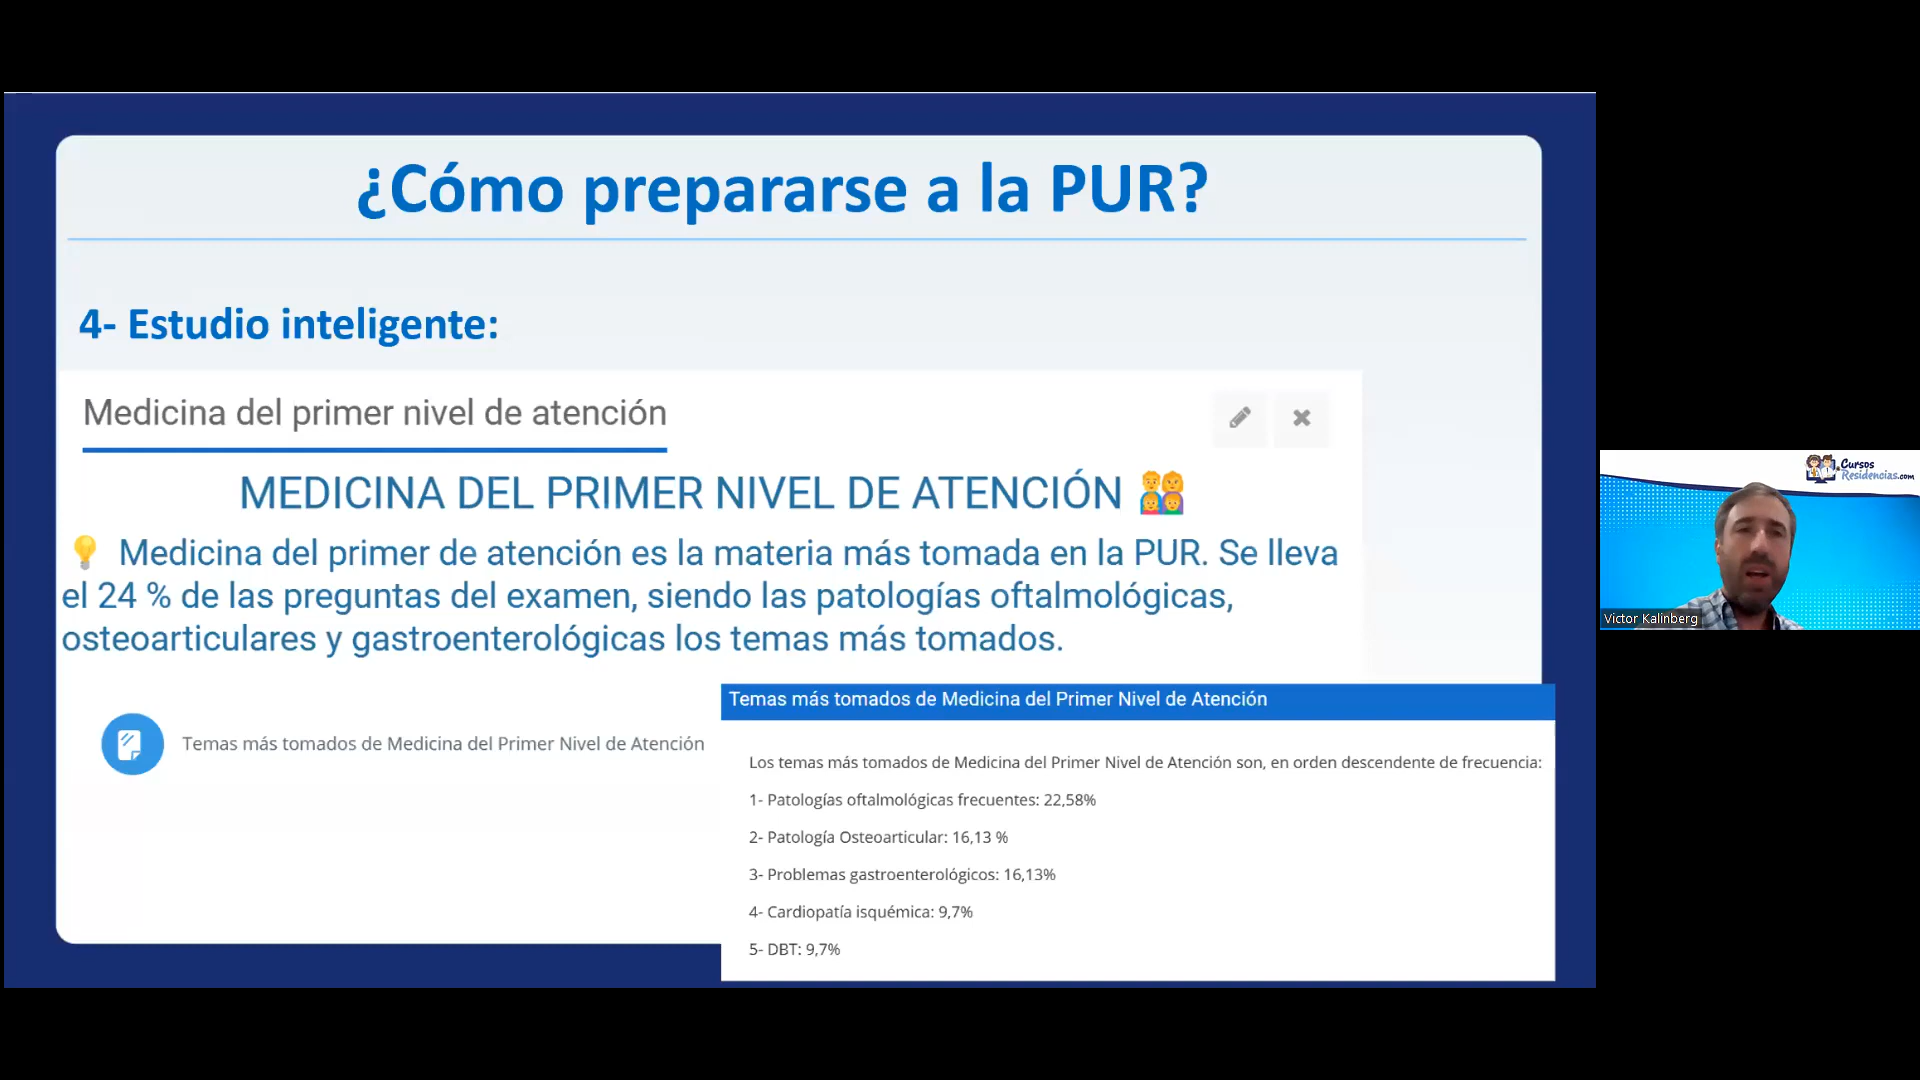 ¿Cómo prepararse a la PUR?
4- Estudio inteligente:
Medicina del primer nivel de atención
MEDICINA DEL PRIMER NIVEL DE ATENCIÓN
Medicina del primer de atención es la materia más tomada en la PUR. Se lleva
el 24 % de las preguntas del examen, siendo las patologías oftalmológicas,
osteoarticulares y gastroenterológicas los temas más tomados.
Temas más tomados de Medicina del Primer Nivel de Atención
Temas más tomados de Medicina del Primer Nivel de Atención
Los temas más tomados de Medicina del Primer Nivel de Atención son, en orden descendente de frecuencia:
1- Patologías oftalmológicas frecuentes: 22,58%
2- Patología Osteoarticular: 16,13 %
3- Problemas gastroenterológicos: 16,13%
4- Cardiopatía isquémica: 9,7%
5- DBT: 9,7%
Cursos
Residencias.com
Victor Kalinberg